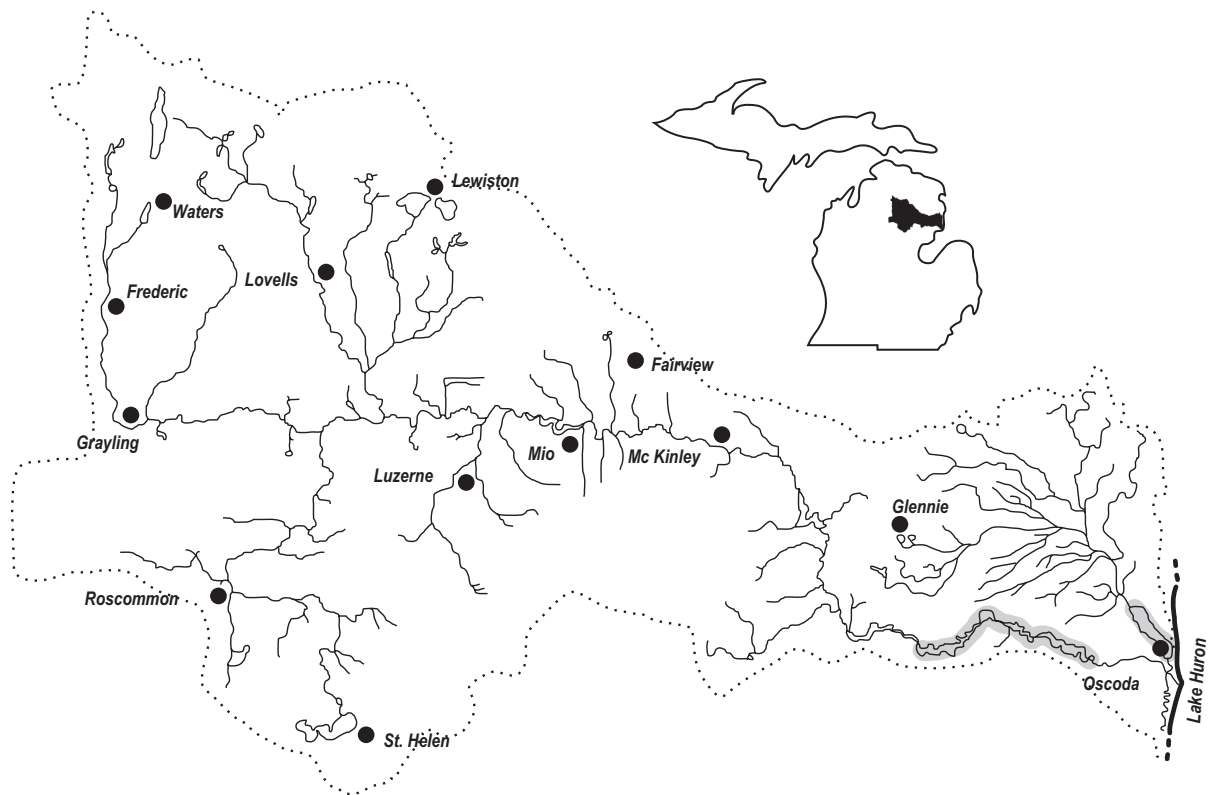 Lewiston
Waters
Lovells
Frederic
Fairview
Grayling
Mio
Mc Kinley
Luzerne
Glennie
Roscommon
Oscoda
Lake Huron
St. Helen